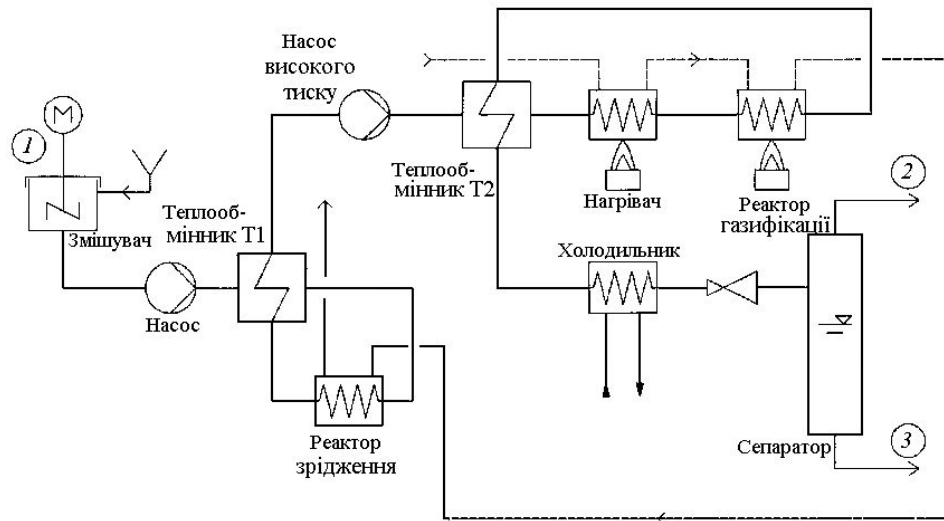 Насос
високого
тиску
M
1
Змішувач
Теплооб-
мінник Т1
Насос
Реактор
зрідження
Теплооб-
мінник Т2
Нагрівач
Реактор
газифікації
2
Холодильник
Сепаратор
3